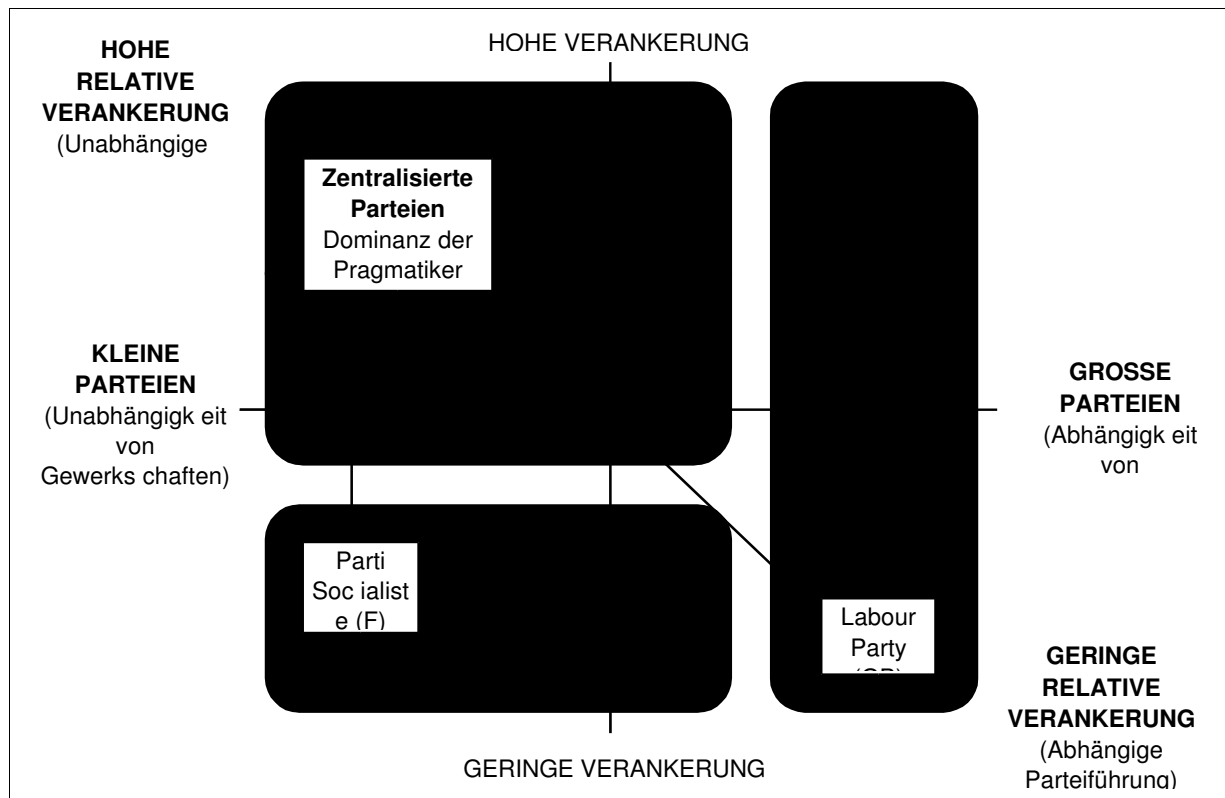 HOHE VERANKERUNG
HOHE
RELATIVE
VERANKERUNG
(Unabhängige
Zentralisierte
Parteien
Dominanz der
Pragmatiker
KLEINE
PARTEIEN
(Unabhängigk eit
von
Gewerks chaften)
GROSSE
PARTEIEN
(Abhängigk eit
von
Parti
Soc ialist
e (F)
Labour
Party
GERINGE
RELATIVE
VERANKERUNG
(Abhängige
Parteiführung)
GERINGE VERANKERUNG